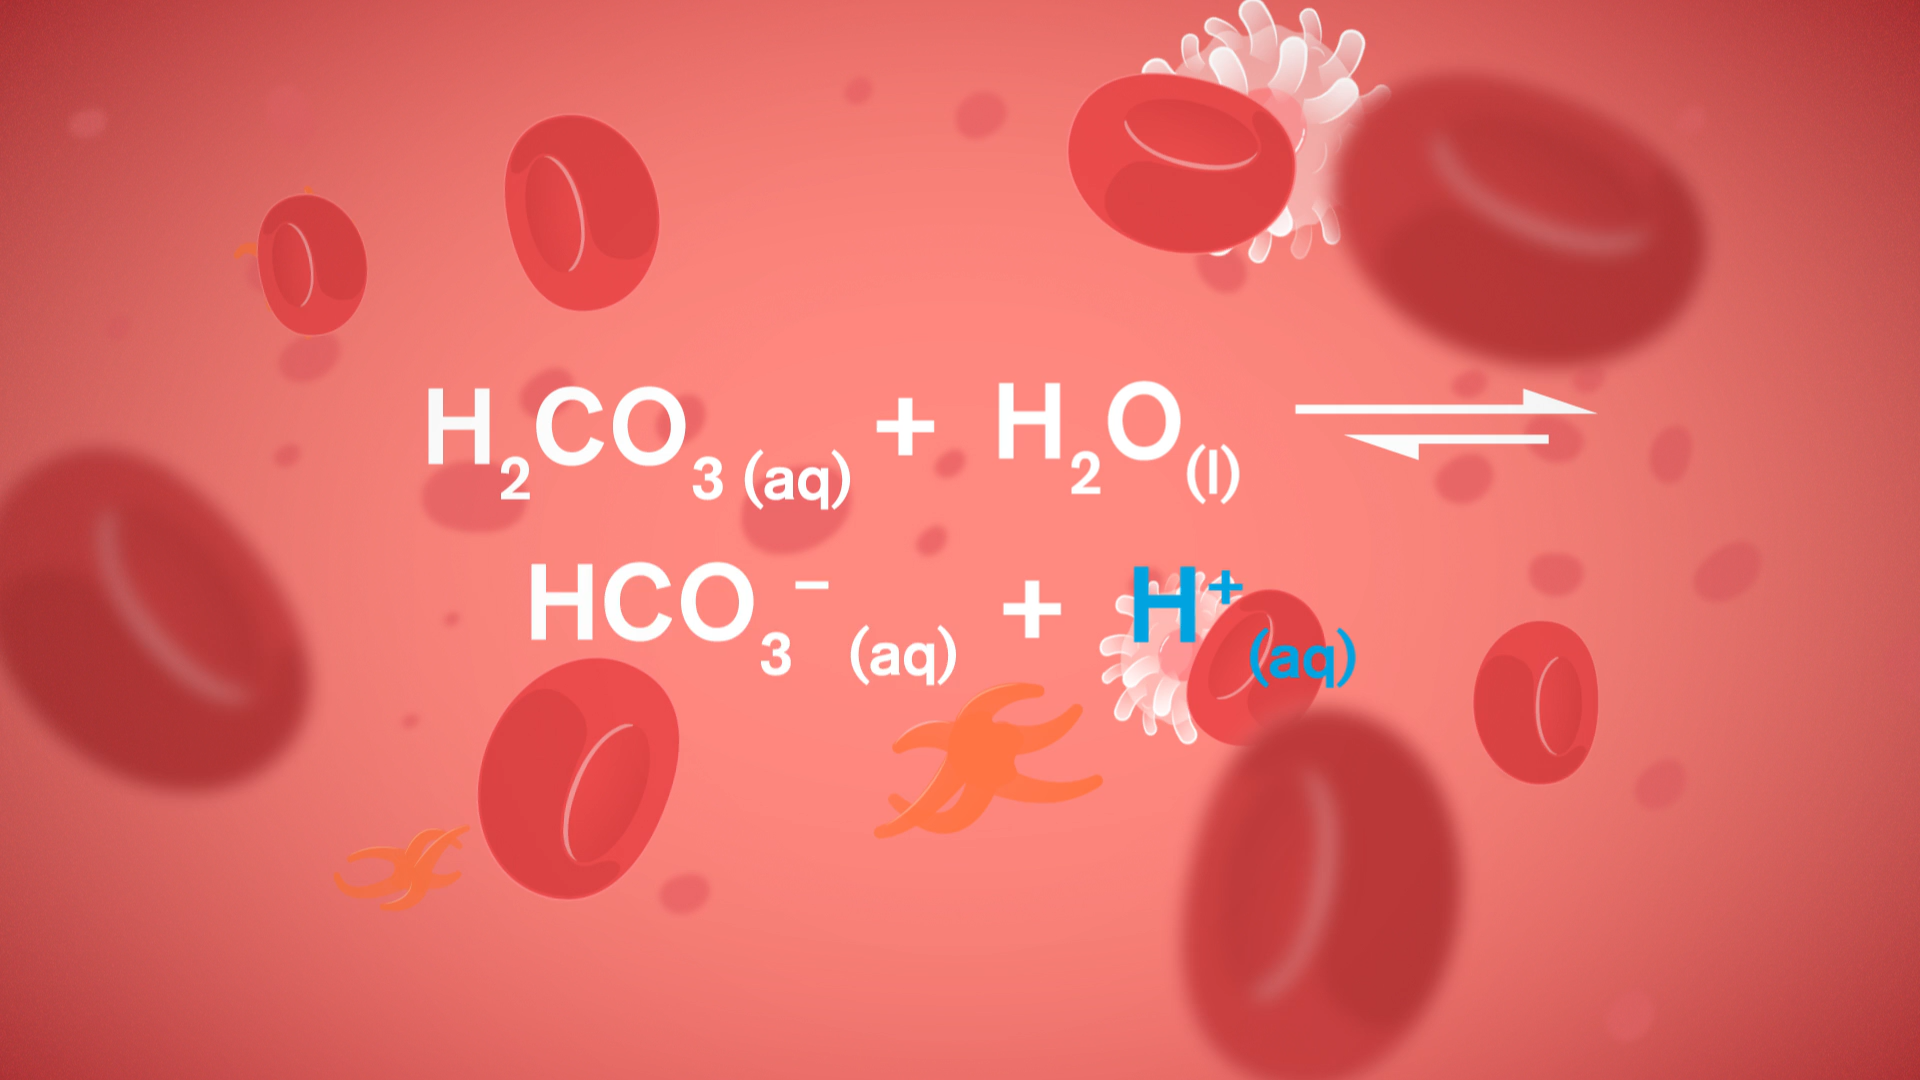 H₂CO₃ (aq) + H₂O(l) ⇌
HCO₃⁻ (aq) + H⁺(aq)